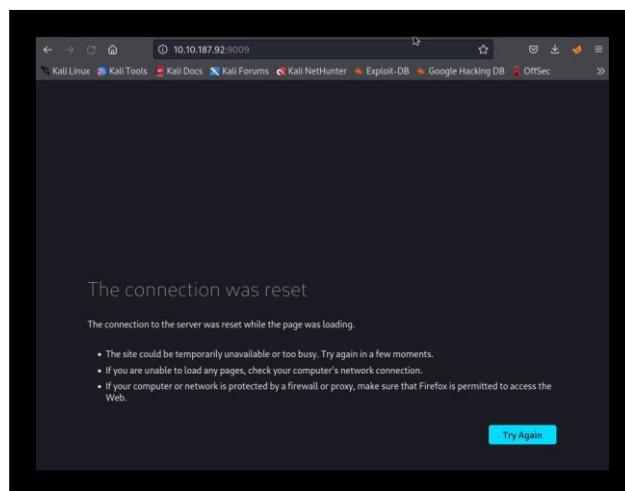 10.10.187.92:9009
Kali Linux Kali Tools Kali Docs Kali Forums Kali NetHunter Exploit-DB Google Hacking DB OffSec
The connection was reset
The connection to the server was reset while the page was loading.
The site could be temporarily unavailable or too busy. Try again in a few moments.
If you are unable to load any pages, check your computer's network connection.
If your computer or network is protected by a firewall or proxy, make sure that Firefox is permitted to access the
Web.
Try Again